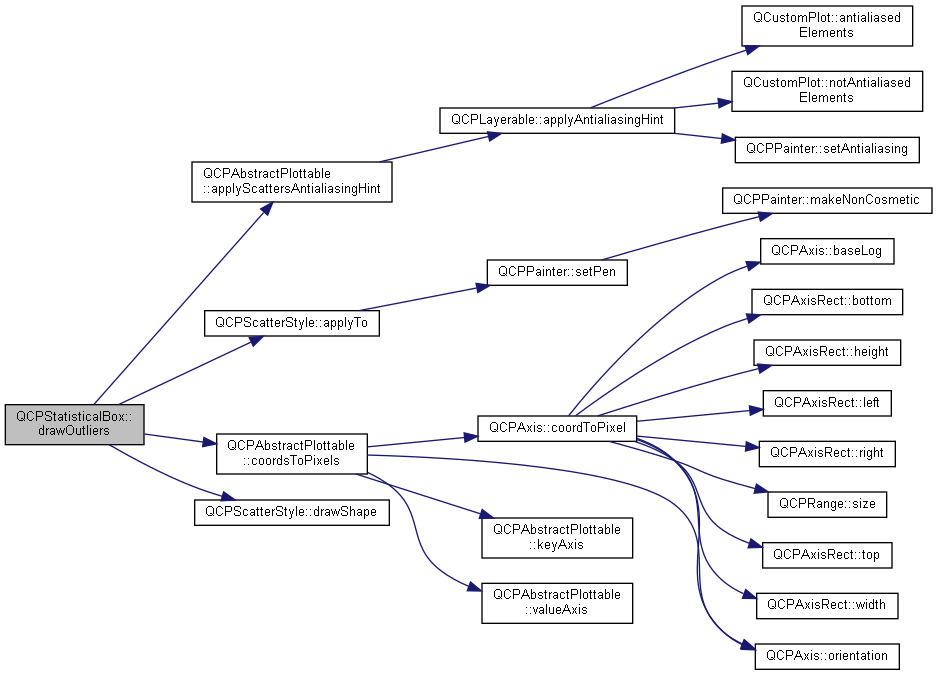 QCPStatisticalBox::
drawOutliers
QCPAbstractPlottable
::applyScattersAntialiasingHint
QCPScatterStyle::applyTo
QCPAbstractPlottable
::coordsToPixels
QCPScatterStyle::drawShape
QCPLayerable::applyAntialiasingHint
QCPPainter::setPen
QCPAxis::coordToPixel
QCPAbstractPlottable
::keyAxis
QCPAbstractPlottable
::valueAxis
QCustomPlot::antialiased
Elements
QCustomPlot::notAntialiased
Elements
QCPPainter::setAntialiasing
QCPPainter::makeNonCosmetic
QCPAxis::baseLog
QCPAxisRect::bottom
QCPAxisRect::height
QCPAxisRect::left
QCPAxisRect::right
QCPRange::size
QCPAxisRect::top
QCPAxisRect::width
QCPAxis::orientation